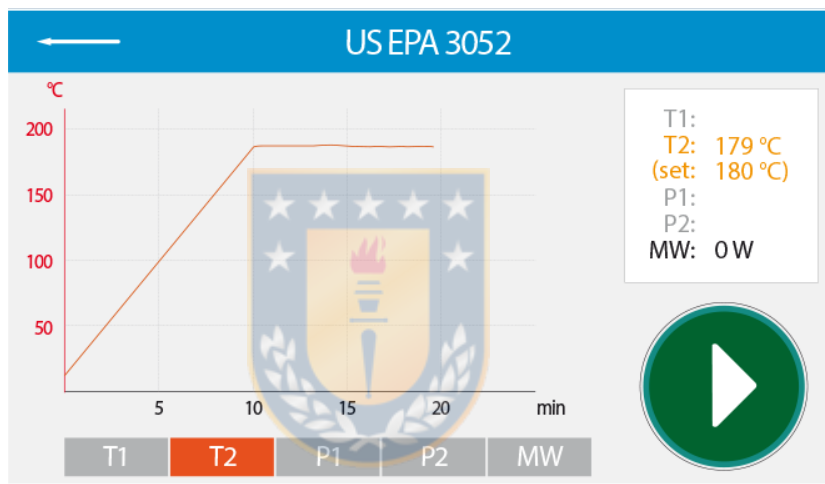 US EPA 3052
°C
200
150
100
50
5 10 15 20 min
T1 T2 P1 P2 MW
T1:
T2: 179 °C
(set: 180 °C)
P1:
P2:
MW: 0 W